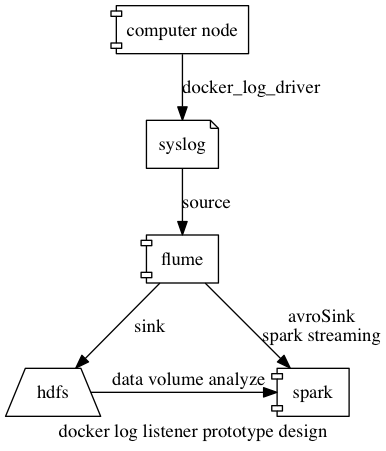 computer node
docker_log_driver
syslog
source
flume
sink
avroSink
spark streaming
hdfs
data volume analyze
spark
docker log listener prototype design